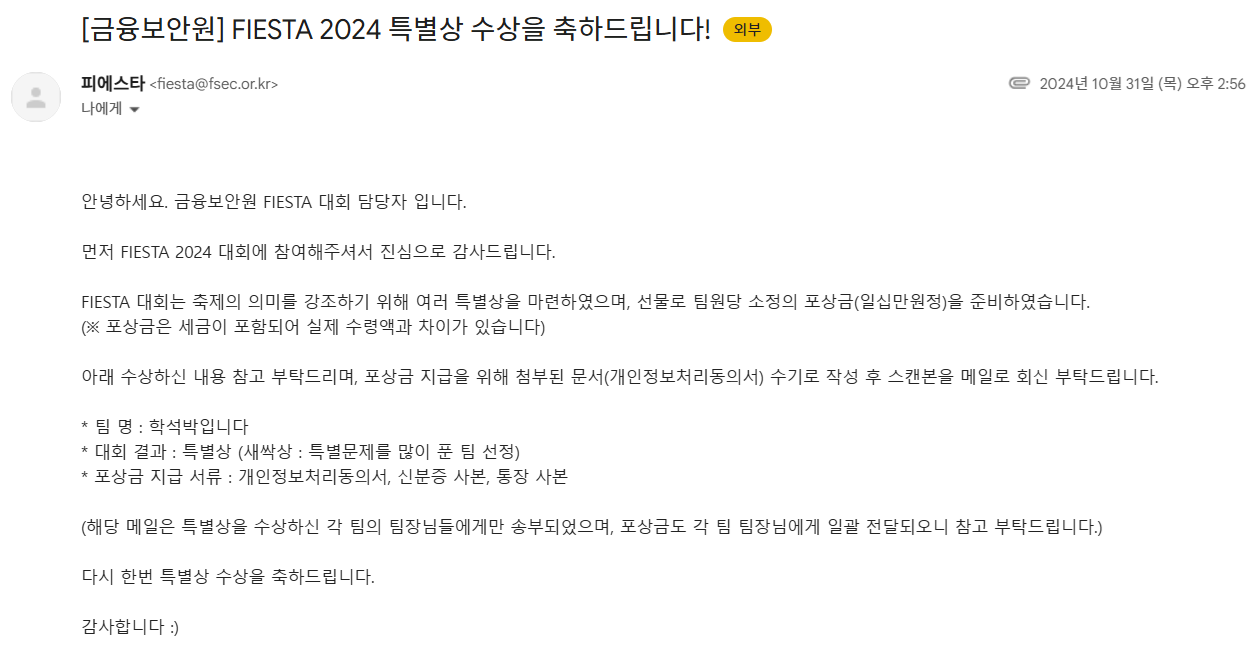 [금융보안원] FIESTA 2024 특별상 수상을 축하드립니다! 외부
피에스타 <fiesta@fsec.or.kr>
2024년 10월 31일 (목) 오후 2:56
나에게
안녕하세요. 금융보안원 FIESTA 대회 담당자 입니다.
먼저 FIESTA 2024 대회에 참여해주셔서 진심으로 감사드립니다.
FIESTA 대회는 축제의 의미를 강조하기 위해 여러 특별상을 마련하였으며, 선물로 팀원당 소정의 포상금(일십만원정)을 준비하였습니다.
(※ 포상금은 세금이 포함되어 실제 수령액과 차이가 있습니다)
아래 수상하신 내용 참고 부탁드리며, 포상금 지급을 위해 첨부된 문서(개인정보처리동의서) 수기로 작성 후 스캔본을 메일로 회신 부탁드립니다.
* 팀 명 : 학석박입니다
* 대회 결과 : 특별상 (새싹상 : 특별문제를 많이 푼 팀 선정)
* 포상금 지급 서류 : 개인정보처리동의서, 신분증 사본, 통장 사본
(해당 메일은 특별상을 수상하신 각 팀의 팀장님들에게만 송부되었으며, 포상금도 각 팀 팀장님에게 일괄 전달되오니 참고 부탁드립니다.)
다시 한번 특별상 수상을 축하드립니다.
감사합니다 :)